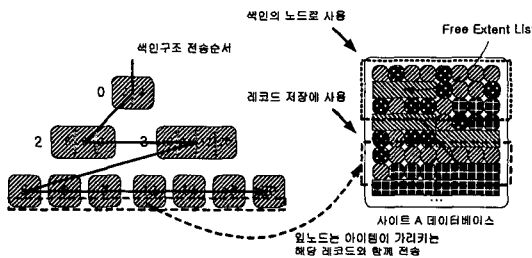 색인의 노드로 사용
Free Extent Lis
색인구조 전송순서
0
레코드 저장에 사용
2
3
사이트 A 데이터베이스
잎노드는 아이템이 가리키는
해당 레코드와 함께 전송